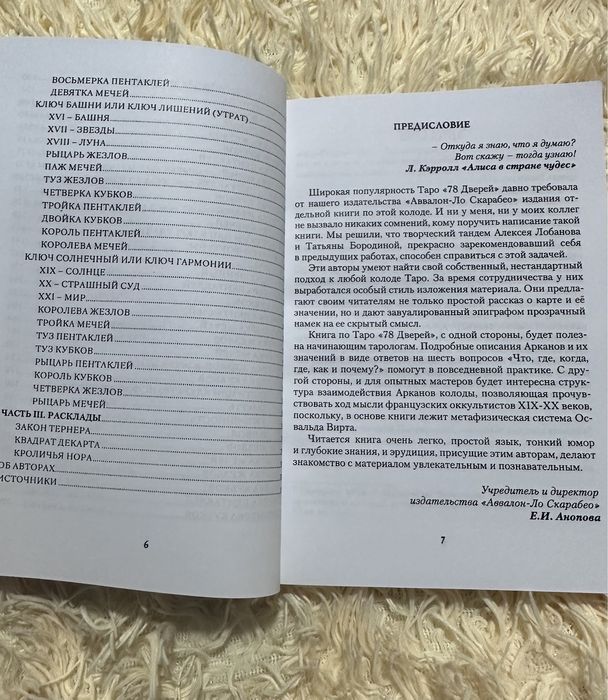 ВОСЬМЕРКА ПЕНТАКЛЕЙ
ДЕВЯТКА МЕЧЕЙ
КЛЮЧ БАШНИ ИЛИ КЛЮЧ ЛИШЕНИЙ (УТРАТ)
XVI – БАШНЯ
XVII – ЗВЕЗДЫ
XVIII – ЛУНА
РЫЦАРЬ ЖЕЗЛОВ
ПАЖ МЕЧЕЙ
ТУЗ ЖЕЗЛОВ
ЧЕТВЕРКА КУБКОВ
ТРОЙКА ПЕНТАКЛЕЙ
ДВОЙКА КУБКОВ
КОРОЛЬ ПЕНТАКЛЕЙ
КОРОЛЕВА МЕЧЕЙ
КЛЮЧ СОЛНЕЧНЫЙ ИЛИ КЛЮЧ ГАРМОНИИ
XIX – СОЛНЦЕ
XX – СТРАШНЫЙ СУД
XXI – МИР
КОРОЛЕВА ЖЕЗЛОВ
ТРОЙКА МЕЧЕЙ
ТУЗ ПЕНТАКЛЕЙ
ТУЗ КУБКОВ
РЫЦАРЬ ПЕНТАКЛЕЙ
КОРОЛЬ КУБКОВ
ЧЕТВЕРКА ЖЕЗЛОВ
РЫЦАРЬ МЕЧЕЙ
ЧАСТЬ III. РАСКЛАДЫ
ЗАКОН ТЕРНЕРА
КВАДРАТ ДЕКАРТА
КРОЛИЧЬЯ НОРА
ОБ АВТОРАХ
ИСТОЧНИКИ
6
ПРЕДИСЛОВИЕ
– Откуда я знаю, что я думаю?
Вот скажу – тогда узнаю!
Л. Кэрролл «Алиса в стране чудес»
Широкая популярность Таро «78 Дверей» давно требовала
от нашего издательства «Аввалон-Ло Скарабео» издания от-
дельной книги по этой колоде. И ни у меня, ни у моих коллег
не вызвало никаких сомнений, кому поручить написание такой
книги. Мы решили, что творческий тандем Алексея Лобанова
и Татьяны Бородиной, прекрасно зарекомендовавший себя
в предыдущих работах, способен справиться с этой задачей.
Эти авторы умеют найти свой собственный, нестандартный
подход к любой колоде Таро. За время сотрудничества у них
выработался особый стиль изложения материала. Они предла-
гают своим читателям не только простой рассказ о карте и её
значении, но и дают завуалированный эпиграфом прозрачный
намек на ее скрытый смысл.
Книга по Таро «78 Дверей», с одной стороны, будет полез-
на начинающим тарологам. Подробные описания Арканов и их
значений в виде ответов на шесть вопросов «Что, где, когда,
где, как и почему?» помогут в повседневной практике. С дру-
гой стороны, и для опытных мастеров будет интересна струк-
тура взаимодействия Арканов колоды, позволяющая прочув-
ствовать ход мысли французских оккультистов XIX-XX веков,
поскольку, в основе книги лежит метафизическая система Ос-
вальда Вирта.
Читается книга очень легко, простой язык, тонкий юмор
и глубокие знания, и эрудиция, присущие этим авторам, делают
знакомство с материалом увлекательным и познавательным.
Учредитель и директор
издательства «Аввалон-Ло Скарабео»
Е.И. Анопова
7